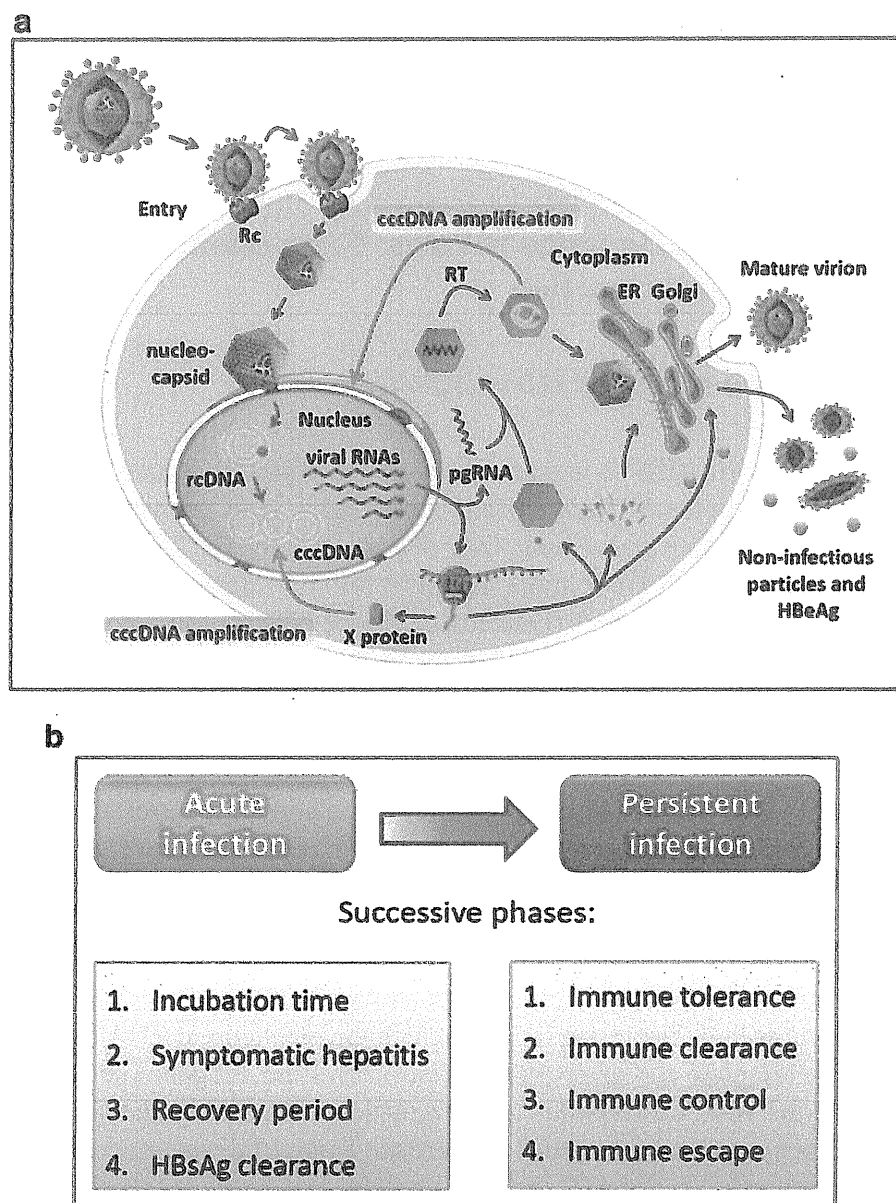 a
Entry
Rc
cccDNA amplification
Cytoplasm
RT
ER Golgi
Mature virion
nucleo-
capsid
Nucleus
viral RNAs
rcDNA
pgRNA
cccDNA
Non-infectious
particles and
HBeAg
cccDNA amplification
X protein
b
Acute
infection
Persistent
infection
Successive phases:
1. Incubation time
2. Symptomatic hepatitis
3. Recovery period
4. HBsAg clearance
1. Immune tolerance
2. Immune clearance
3. Immune control
4. Immune escape